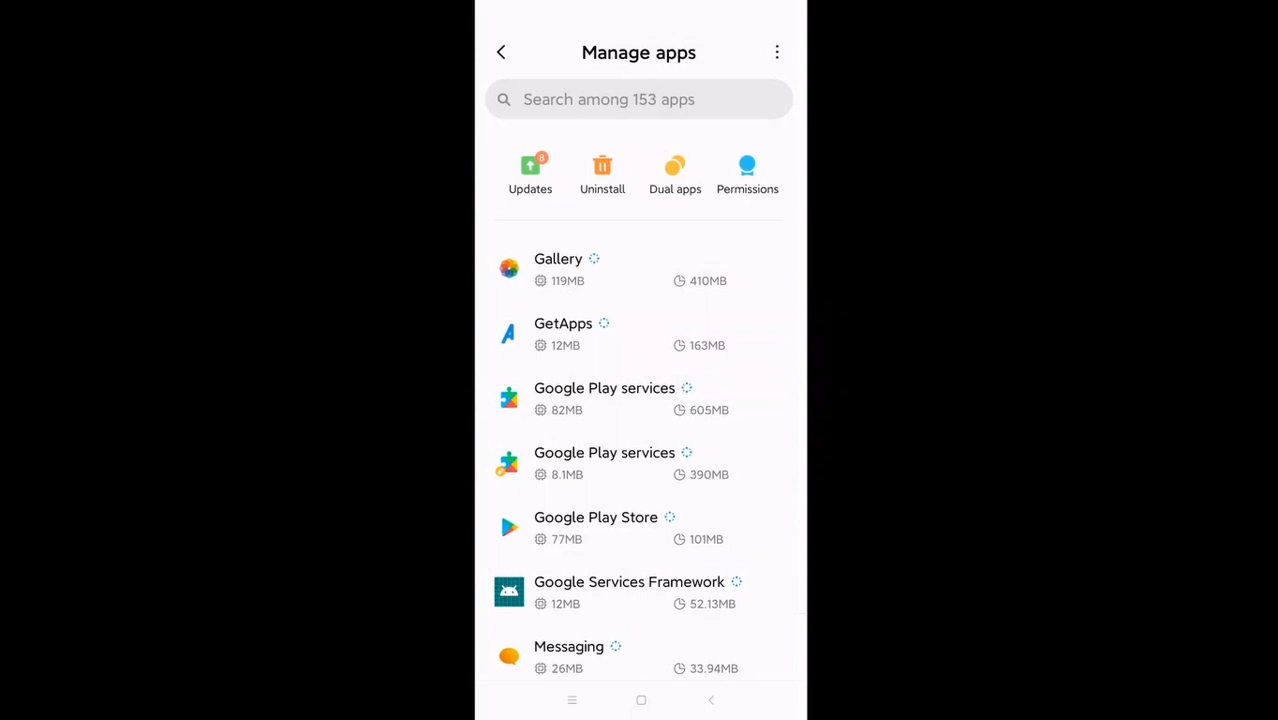 Manage apps
Search among 153 apps
8
Updates Uninstall Dual apps Permissions
Gallery
119MB 410MB
GetApps
12MB 163MB
Google Play services
82MB 605MB
Google Play services
8.1MB 390MB
Google Play Store
77MB 101MB
Google Services Framework
12MB 52.13MB
Messaging
26MB 33.94MB